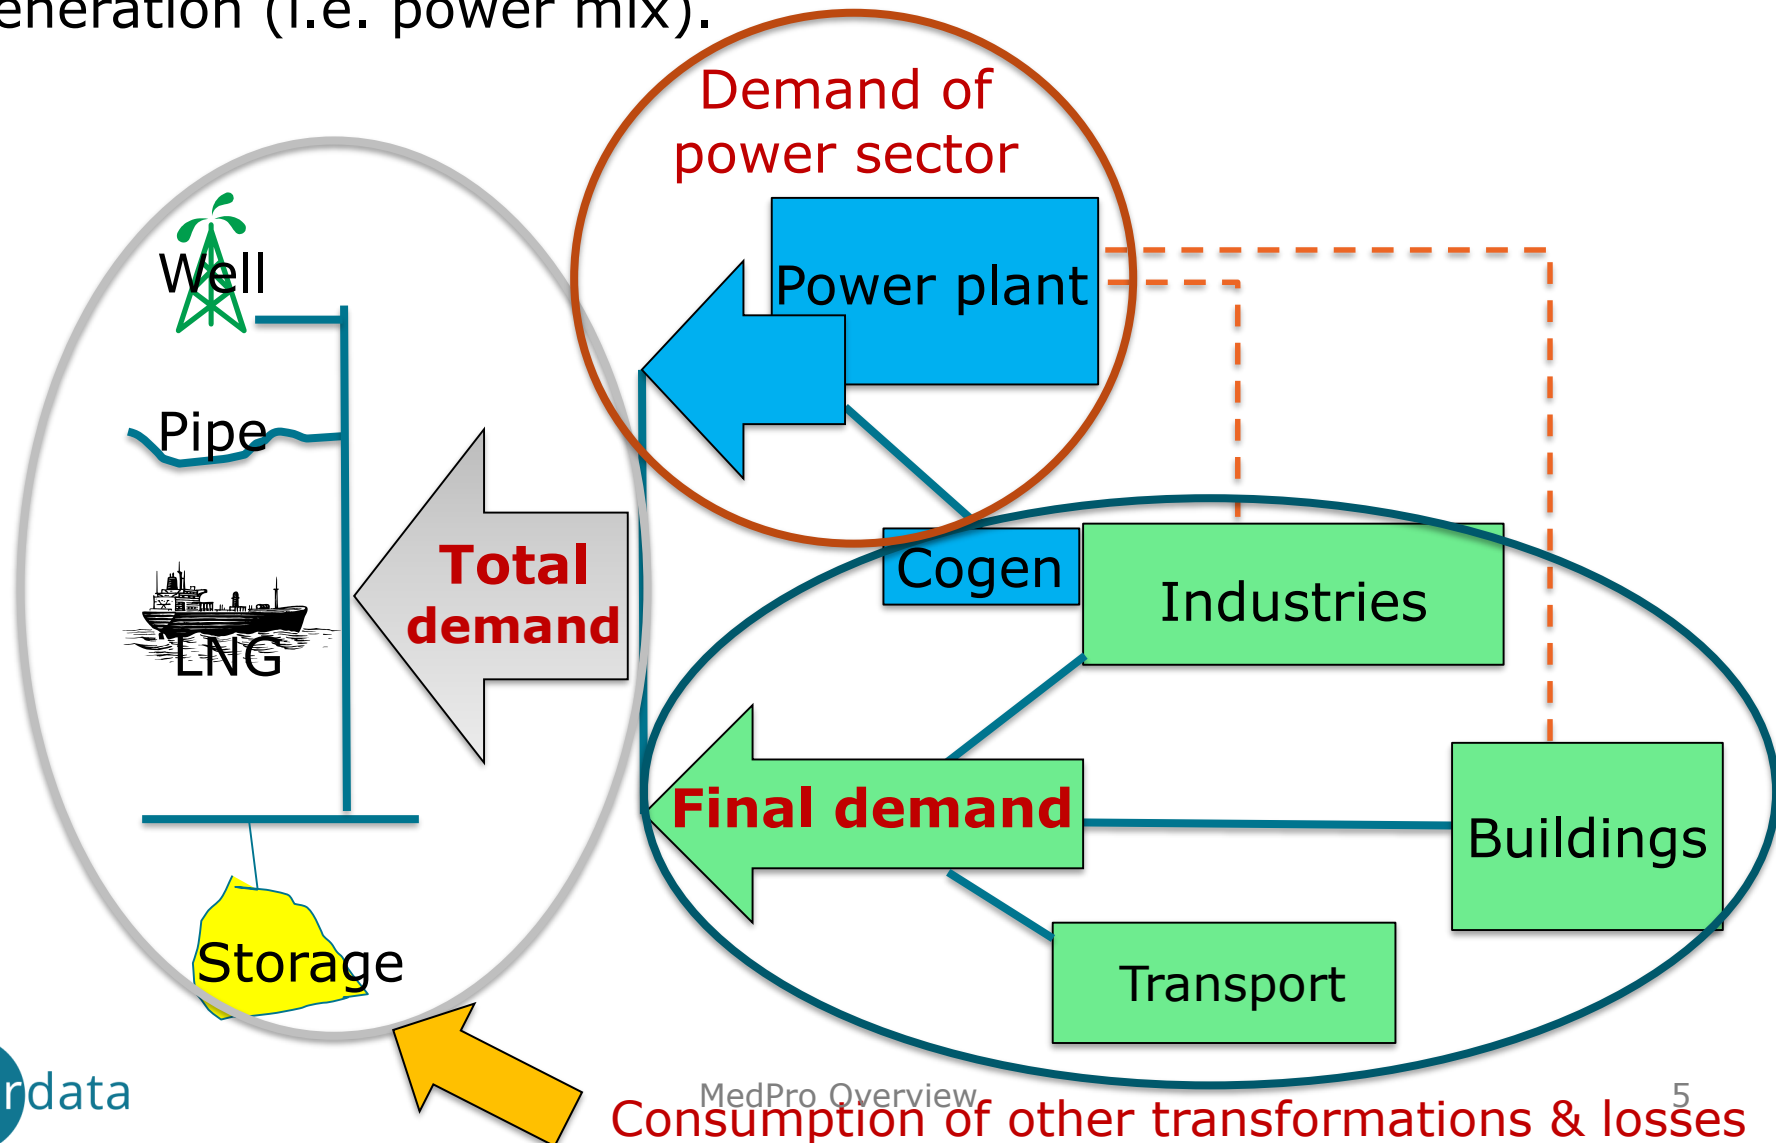 eneration (i.e. power mix).
Demand of
power sector
Well
Power plant
Pipe
Total
demand
Cogen
Industries
LNG
Final demand
Buildings
Storage
Transport
rdata
MedPro Overview
5
Consumption of other transformations & losses